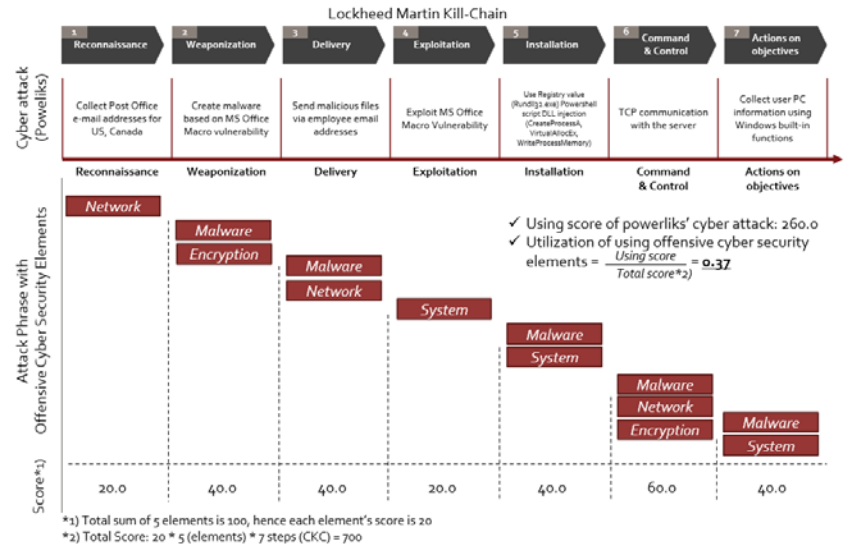 Lockheed Martin Kill-Chain
1
Reconnaissance
2
Weaponization
3
Delivery
4
Exploitation
5
Installation
6
Command
& Control
7
Actions on
objectives
Cyber attack
(Poweliks)
Collect Post Office
e-mail addresses for
US, Canada
Create malware
based on MS Office
Macro vulnerability
Send malicious files
via employee email
addresses
Exploit MS Office
Macro Vulnerability
Use Registry value
(Rundll32.exe) Powershell
script DLL injection
(CreateProcessA,
VirtualAllocEx,
WriteProcessMemory)
TCP communication
with the server
Collect user PC
information using
Windows built-in
functions
Reconnaissance
Weaponization
Delivery
Exploitation
Installation
Command
& Control
Actions on
objectives
Attack Phrase with
Offensive Cyber Security Elements
Network
Malware
Encryption
Malware
Network
System
Malware
System
Malware
Network
Encryption
Malware
System
✓ Using score of powerliks' cyber attack: 260.0
✓ Utilization of using offensive cyber security
elements = Using score / Total score*2) = 0.37
Score*1)
20.0
40.0
40.0
20.0
40.0
60.0
40.0
*1) Total sum of 5 elements is 100, hence each element's score is 20
*2) Total Score: 20 * 5 (elements) * 7 steps (CKC) = 700